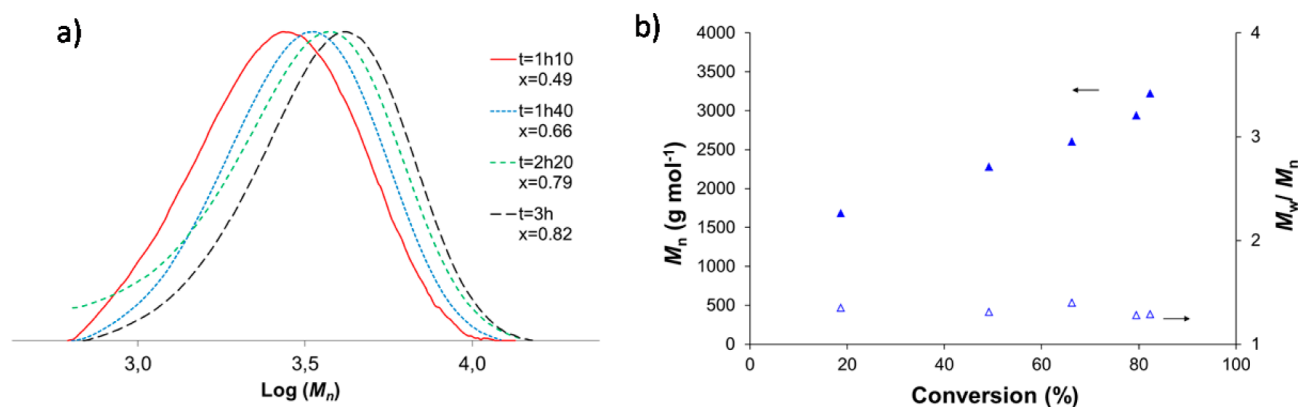 a)
t=1h10
x=0.49
t=1h40
x=0.66
t=2h20
x=0.79
t=3h
x=0.82
3,0
3,5
4,0
Log (Mn)
b)
4000
3500
3000
2500
2000
1500
1000
500
0
Mn (g mol-1)
4
3
2
1
Mw/ Mn
0
20
40
60
80
100
Conversion (%)